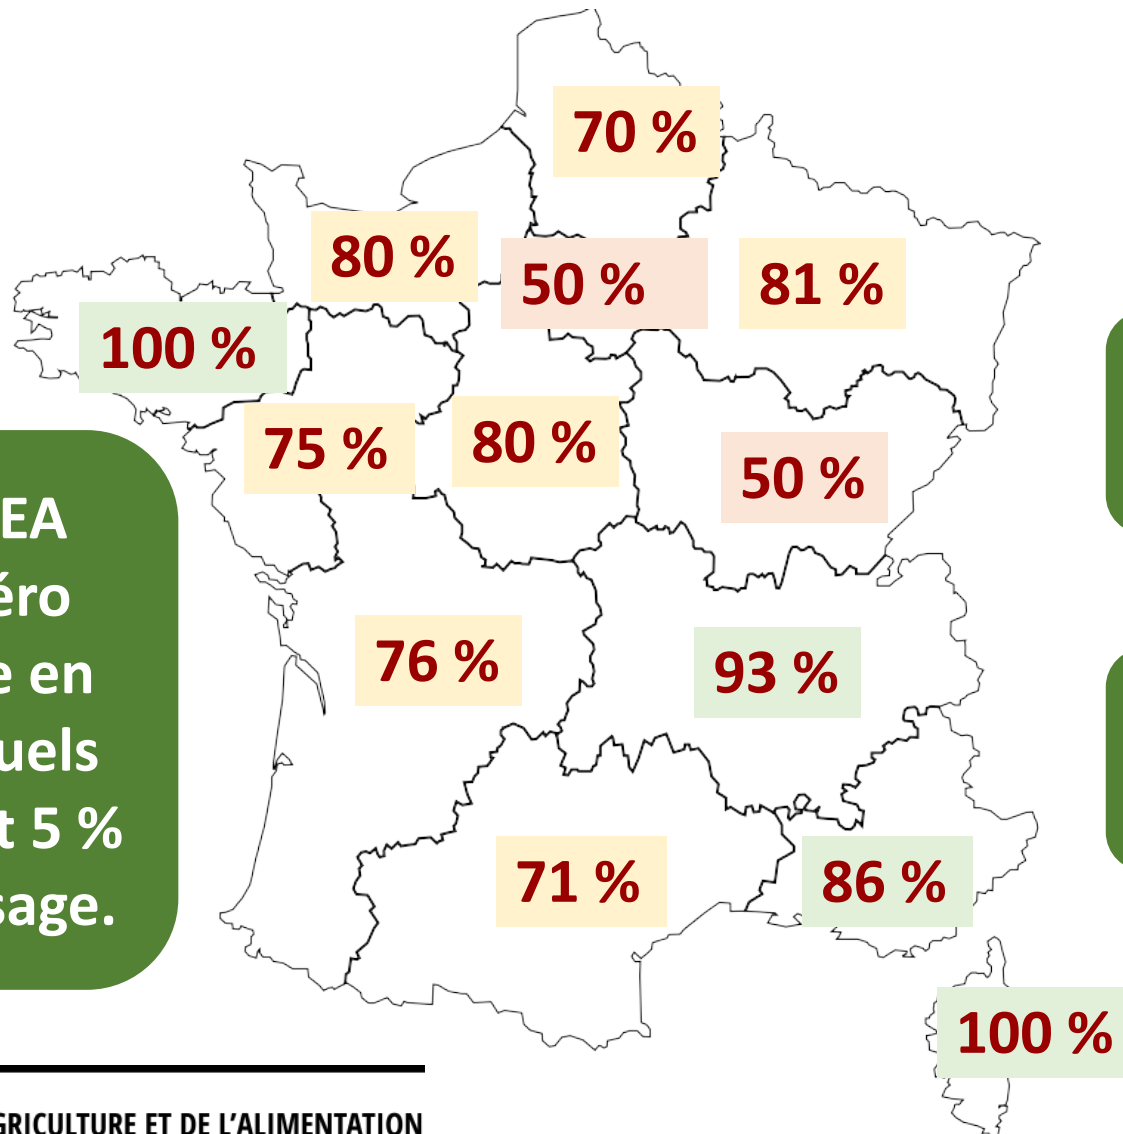 70 %
80 %
50 %
81 %
100 %
75 %
80 %
50 %
EA
éro
e en
76 %
93 %
uels
t 5 %
sage.
71 %
86 %
100 %
GRICULTURE ET DE L’ALIMENTATION